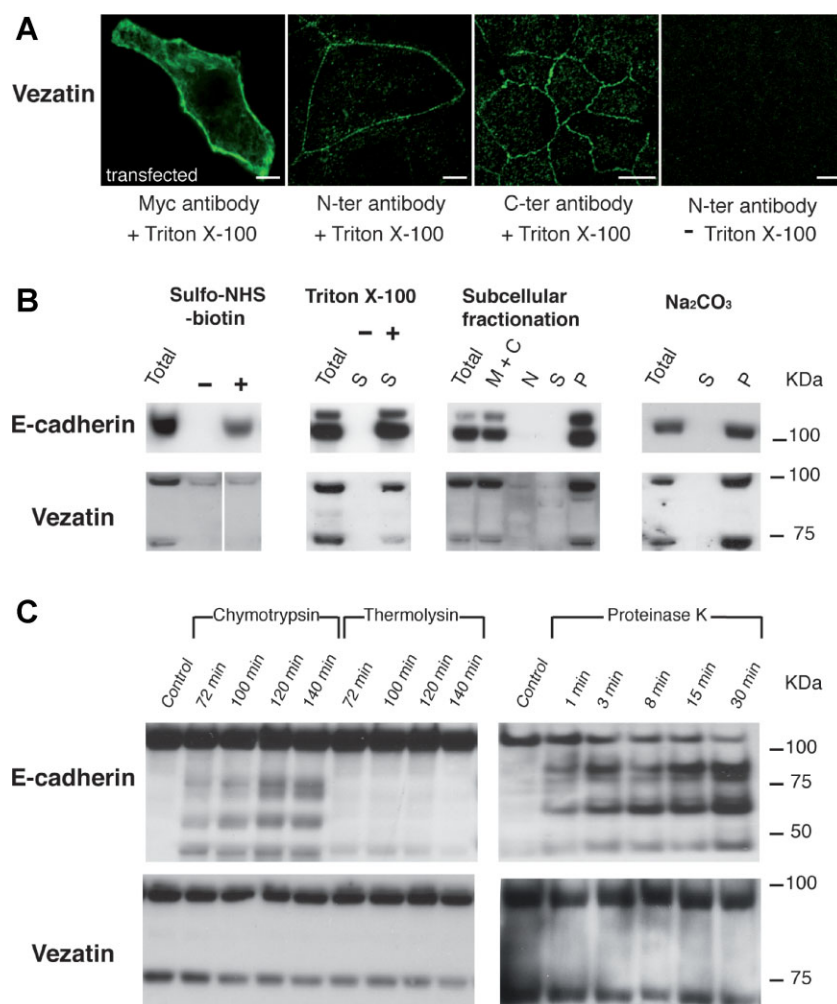 A
Vezatin
transfected
Myc antibody
+ Triton X-100
N-ter antibody
+ Triton X-100
C-ter antibody
+ Triton X-100
N-ter antibody
- Triton X-100
B
Sulfo-NHS
-biotin
Triton X-100
Subcellular
fractionation
Na₂CO₃
Total - +
Total S S
- +
Total M + C N S P
Total S P
KDa
E-cadherin
100
Vezatin
100
75
C
Chymotrypsin Thermolysin Proteinase K
Control 72 min 100 min 120 min 140 min 72 min 100 min 120 min 140 min
Control 1 min 3 min 8 min 15 min 30 min
KDa
E-cadherin
100
75
50
Vezatin
100
75